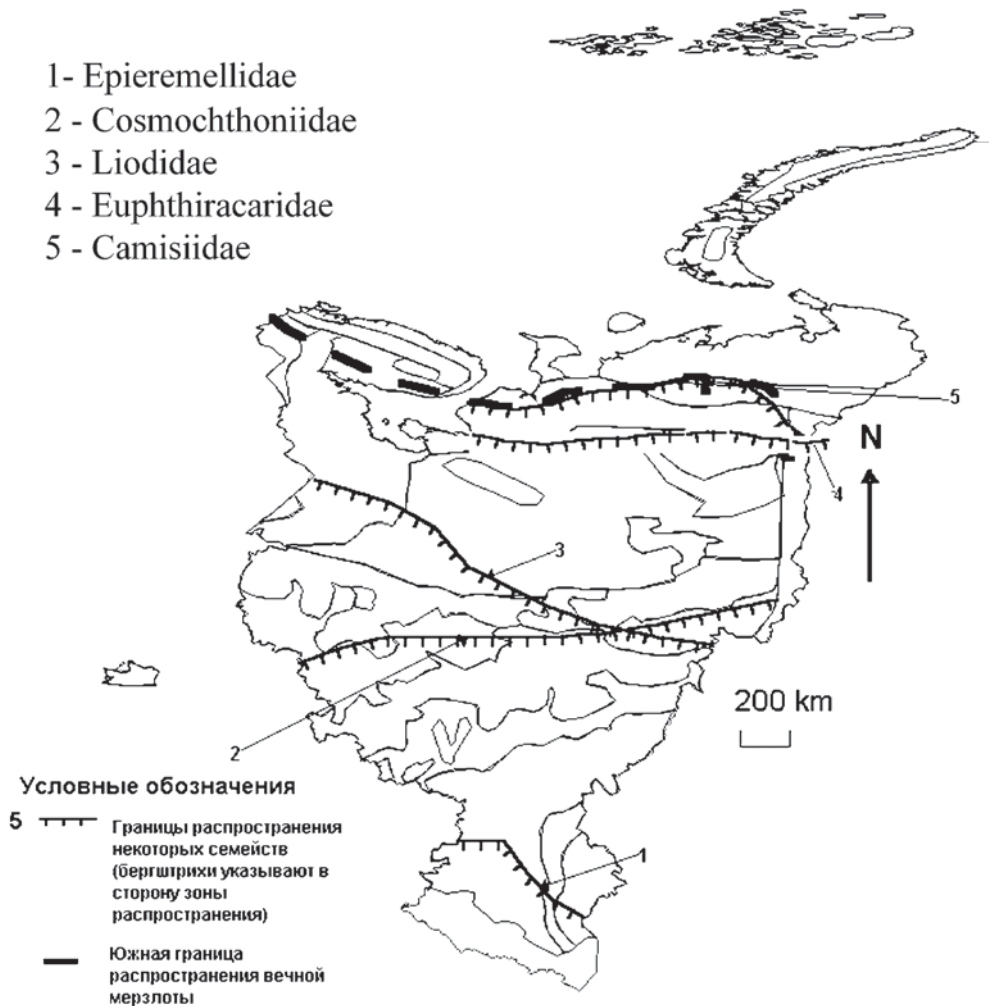 1- Epieremellidae
2 - Cosmochthoniidae
3 - Liodidae
4 - Euphthiracaridae
5 - Camisiidae
5
N
4
3
200 km
2
Условные обозначения
5
Границы распространения
некоторых семейств
(бергштрихи указывают в
сторону зоны
распространения)
1
Южная граница
распространения вечной
мерзлоты